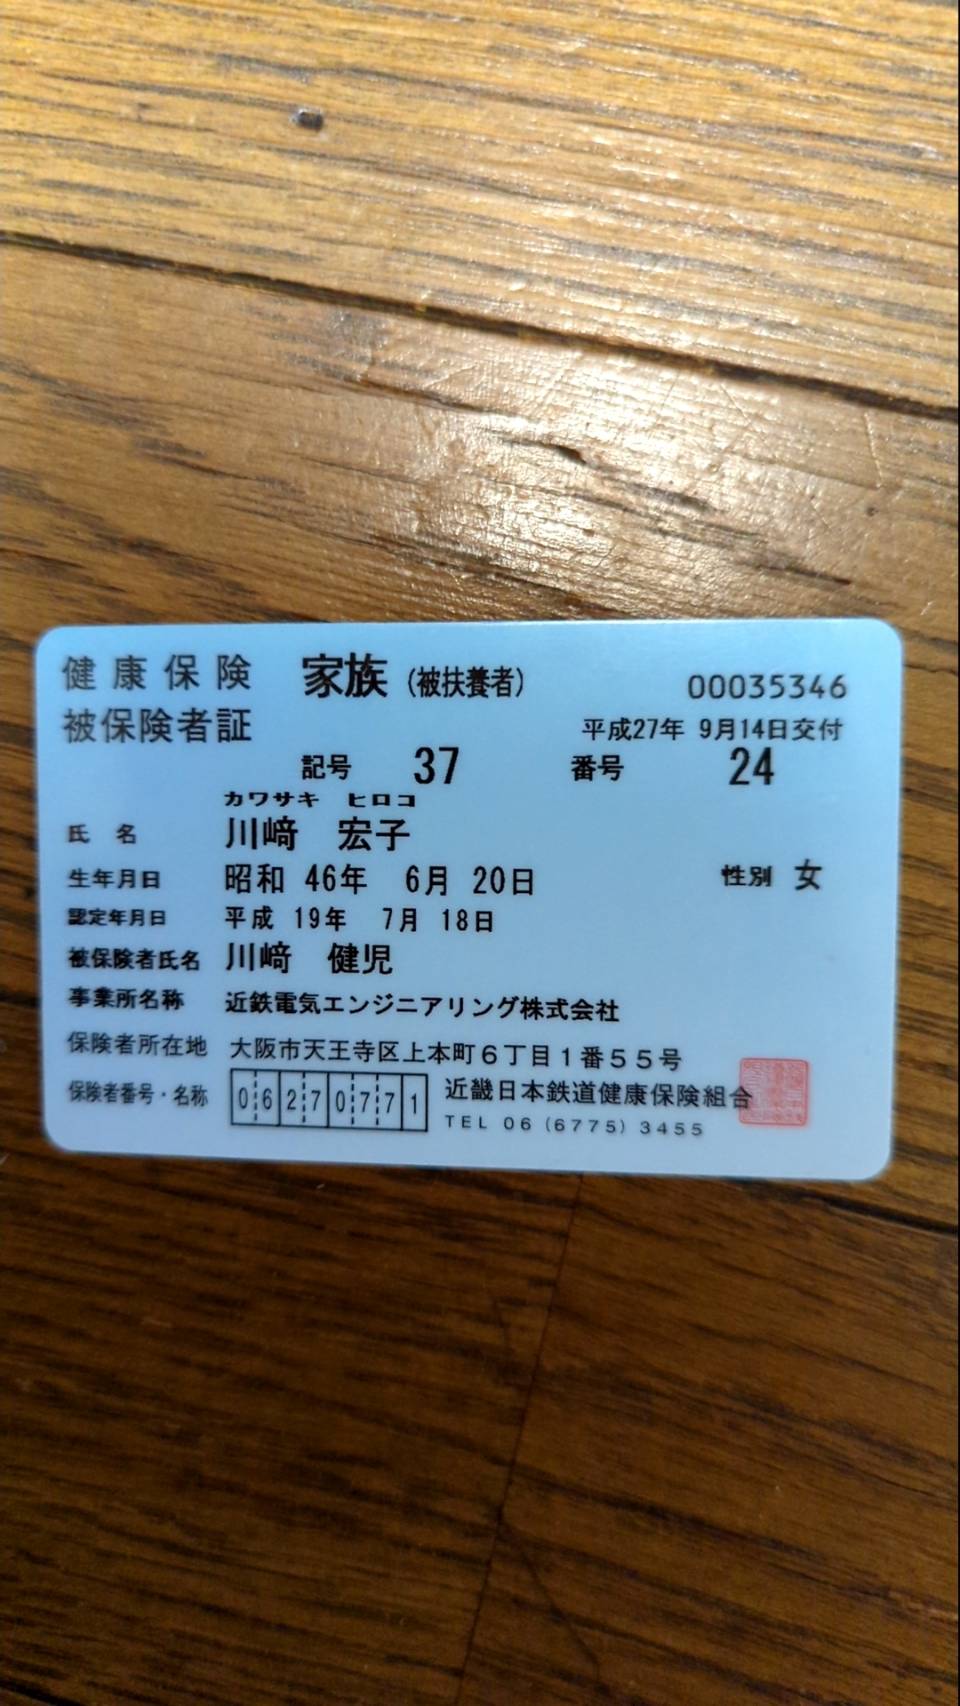 健康保険 家族(被扶養者) 00035346
被保険者証 平成27年 9月14日交付
記号 37 番号 24
カワサキ ヒロコ
氏名 川﨑 宏子
生年月日 昭和 46年 6月 20日 性別 女
認定年月日 平成 19年 7月 18日
被保険者氏名 川﨑 健児
事業所名称 近鉄電気エンジニアリング株式会社
保険者所在地 大阪市天王寺区上本町6丁目1番55号
保険者番号・名称 06270771 近畿日本鉄道健康保険組合
TEL 06 (6775) 3455